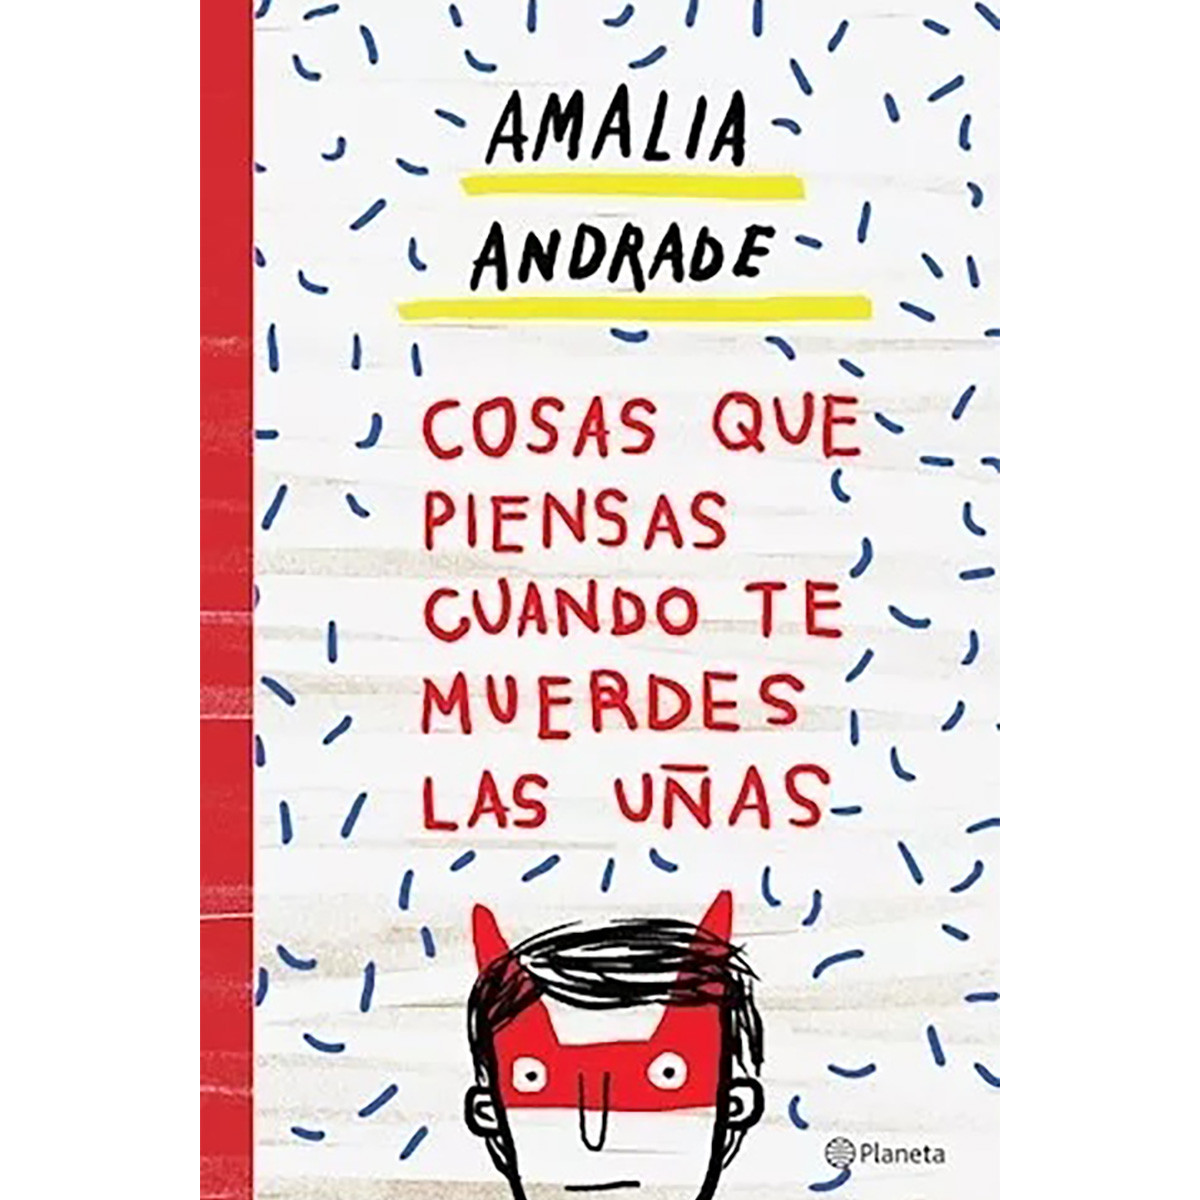 AMALIA
ANDRADE
COSAS QUE
PIENSAS
CUANDO TE
MUERDES
LAS UÑAS
Planeta